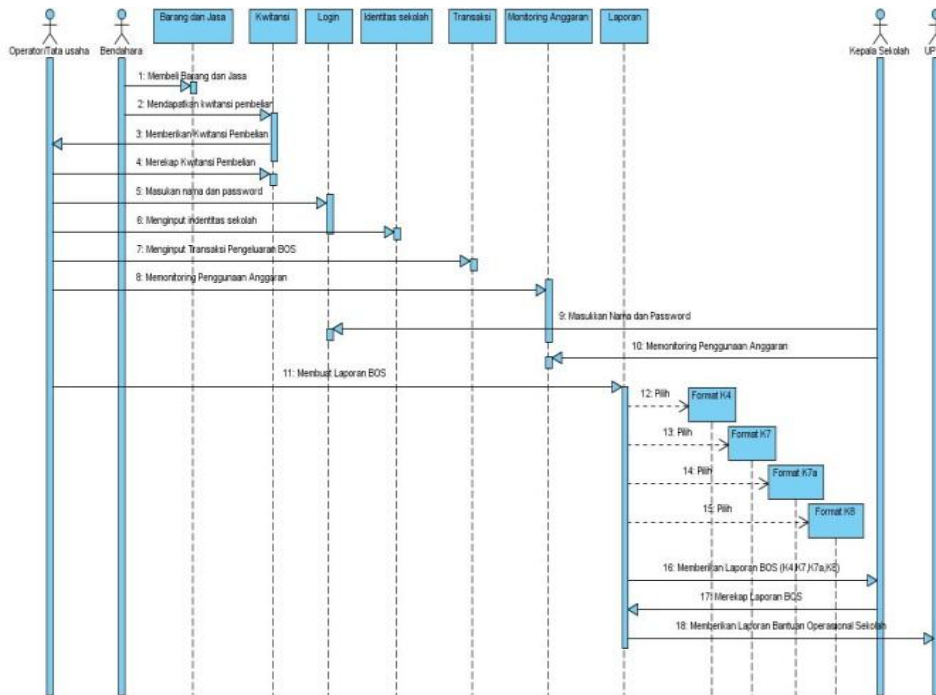 Barang dan Jasa
Kwitansi
Login
Identitas sekolah
Transaksi
Monitoring Anggaran
Laporan
Operator/Tata usaha
Bendahara
Kepala Sekolah
1: Membeli Barang dan Jasa
2: Mendapatkan kwitansi pembelian
3: Memberikan Kwitansi Pembelian
4: Merekap Kwitansi Pembelian
5: Masukan nama dan password
6: Menginput indentitas sekolah
7: Menginput Transaksi Pengeluaran BOS
8: Memonitoring Penggunaan Anggaran
9: Masukkan Nama dan Password
10: Memonitoring Penggunaan Anggaran
11: Membuat Laporan BOS
12: Pilih
Format K4
13: Pilih
Format K7
14: Pilih
Format K7a
15: Pilih
Format K8
16: Memberikan Laporan BOS (K4,K7,K7a,K8)
17: Merekap Laporan BOS
18: Memberikan Laporan Bantuan Operasional Sekolah